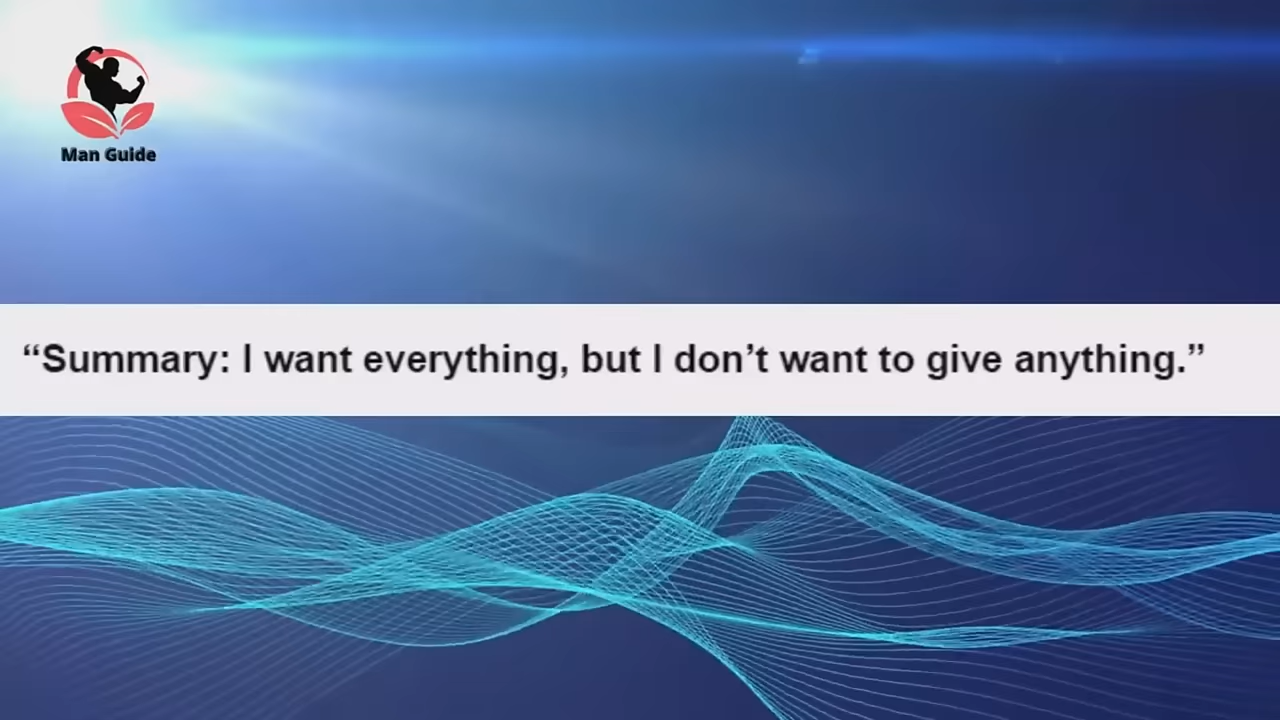 Man Guide
“Summary: I want everything, but I don’t want to give anything.”